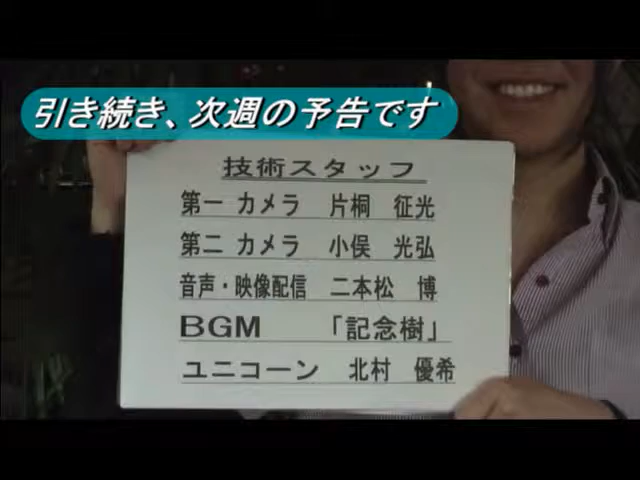 引き続き、次週の予告です
技術スタッフ
第一 カメラ　片桐　征光
第二 カメラ　小俣　光弘
音声・映像配信　二本松　博
BGM　「記念樹」
ユニコーン　北村　優希